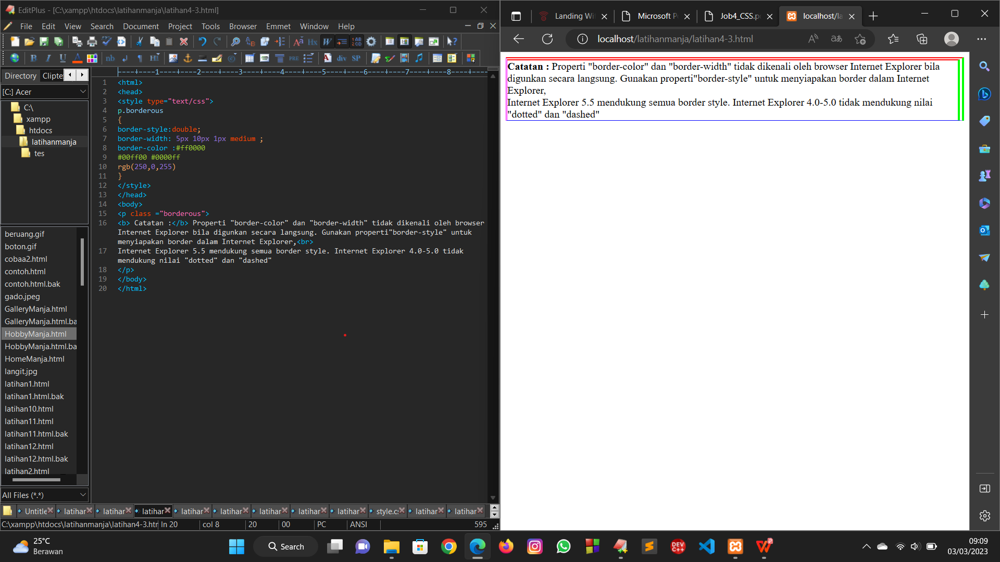 EditPlus - [C:\xampp\htdocs\latihanmanja\latihan4-3.html]
File Edit View Search Document Project Tools Browser Emmet Window Help
Directory Clipte
[C:] Acer
C:\
xampp
htdocs
latihanmanja
tes
beruang.gif
boton.gif
cobaa2.html
contoh.html
contoh.html.bak
gado.jpeg
GalleryManja.html
GalleryManja.html.ba
HobbyManja.html
HobbyManja.html.ba
HomeManja.html
langit.jpg
latihan1.html
latihan1.html.bak
latihan10.html
latihan11.html
latihan11.html.bak
latihan12.html
latihan12.html.bak
latihan2.html
All Files (*.*)
----+----1----+----2----+----3----+----4----+----5----+----6----+----7----+----8----+---
1 <html>
2 <head>
3 <style type="text/css">
4 p.borderous
5 {
6 border-style:double;
7 border-width: 5px 10px 1px medium ;
8 border-color :#ff0000
9 #00ff00 #0000ff
10 rgb(250,0,255)
11 }
12 </style>
13 </head>
14 <body>
15 <p class ="borderous">
16 <b> Catatan :</b> Properti "border-color" dan "border-width" tidak dikenali oleh browser
Internet Explorer bila digunkan secara langsung. Gunakan properti"border-style" untuk
menyiapakan border dalam Internet Explorer,<br>
17 Internet Explorer 5.5 mendukung semua border style. Internet Explorer 4.0-5.0 tidak
mendukung nilai "dotted" dan "dashed"
18 </p>
19 </body>
20 </html>
Untitle latihar latihar latihar latihar latihar latihar latihar latihar style.cs latihar latihar
C:\xampp\htdocs\latihanmanja\latihan4-3.htr ln 20 col 8 20 00 PC ANSI 595
Landing Wi Microsoft P Job4_CSS.p localhost/la
localhost/latihanmanja/latihan4-3.html
Catatan : Properti "border-color" dan "border-width" tidak dikenali oleh browser Internet Explorer bila
digunkan secara langsung. Gunakan properti"border-style" untuk menyiapakan border dalam Internet
Explorer,
Internet Explorer 5.5 mendukung semua border style. Internet Explorer 4.0-5.0 tidak mendukung nilai
"dotted" dan "dashed"
25°C
Berawan
Search
09:09
03/03/2023